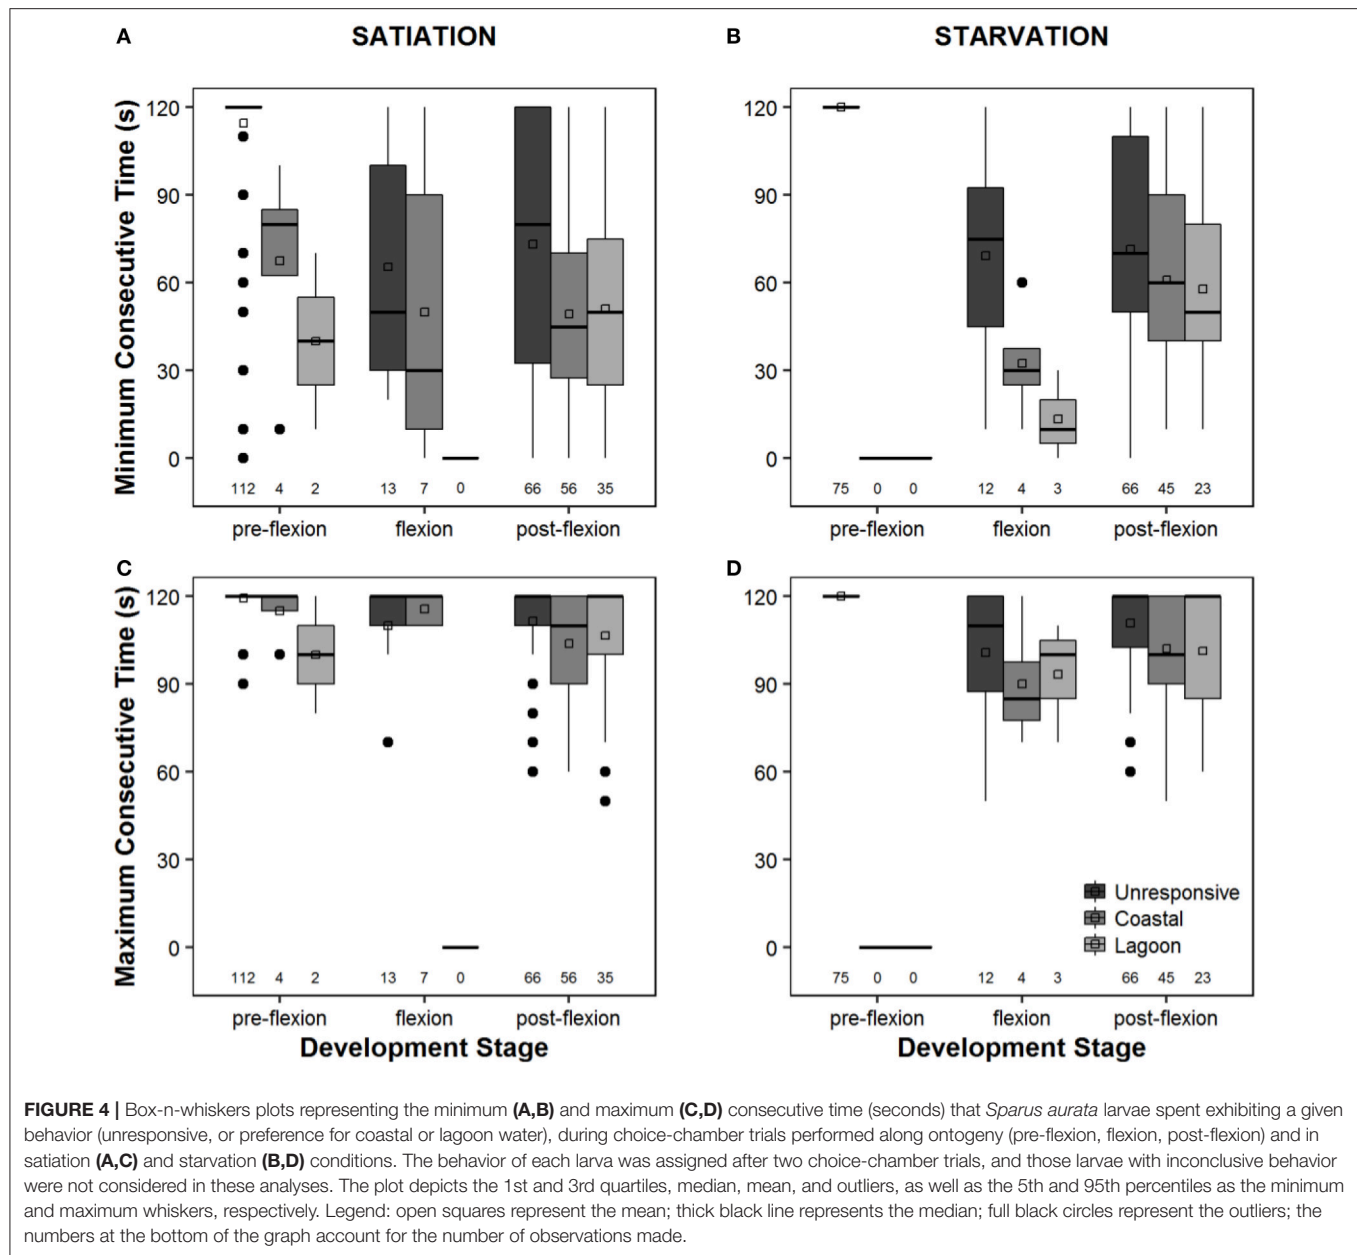 A SATIATION B STARVATION
Minimum Consecutive Time (s)
120
90
60
30
0
112 4 2 13 7 0 66 56 35
pre-flexion flexion post-flexion
120
90
60
30
0
75 0 0 12 4 3 66 45 23
pre-flexion flexion post-flexion
C D
Maximum Consecutive Time (s)
120
90
60
30
0
112 4 2 13 7 0 66 56 35
pre-flexion flexion post-flexion
Development Stage
120
90
60
30
0
Unresponsive
Coastal
Lagoon
75 0 0 12 4 3 66 45 23
pre-flexion flexion post-flexion
Development Stage
FIGURE 4 | Box-n-whiskers plots representing the minimum (A,B) and maximum (C,D) consecutive time (seconds) that Sparus aurata larvae spent exhibiting a given
behavior (unresponsive, or preference for coastal or lagoon water), during choice-chamber trials performed along ontogeny (pre-flexion, flexion, post-flexion) and in
satiation (A,C) and starvation (B,D) conditions. The behavior of each larva was assigned after two choice-chamber trials, and those larvae with inconclusive behavior
were not considered in these analyses. The plot depicts the 1st and 3rd quartiles, median, mean, and outliers, as well as the 5th and 95th percentiles as the minimum
and maximum whiskers, respectively. Legend: open squares represent the mean; thick black line represents the median; full black circles represent the outliers; the
numbers at the bottom of the graph account for the number of observations made.